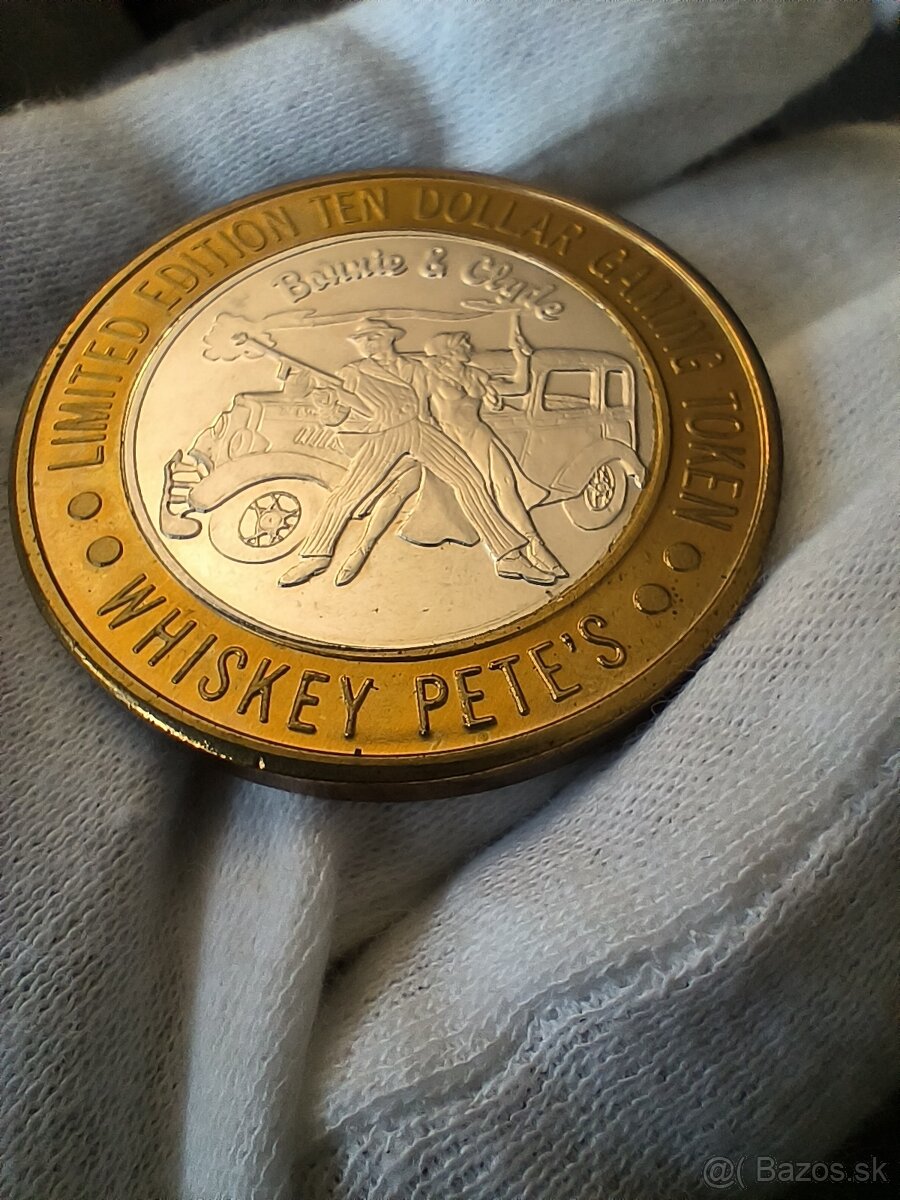 LIMITED EDITION TEN DOLLAR GAMING TOKEN
Bonnie & Clyde
WHISKEY PETE'S
@( Bazos.sk